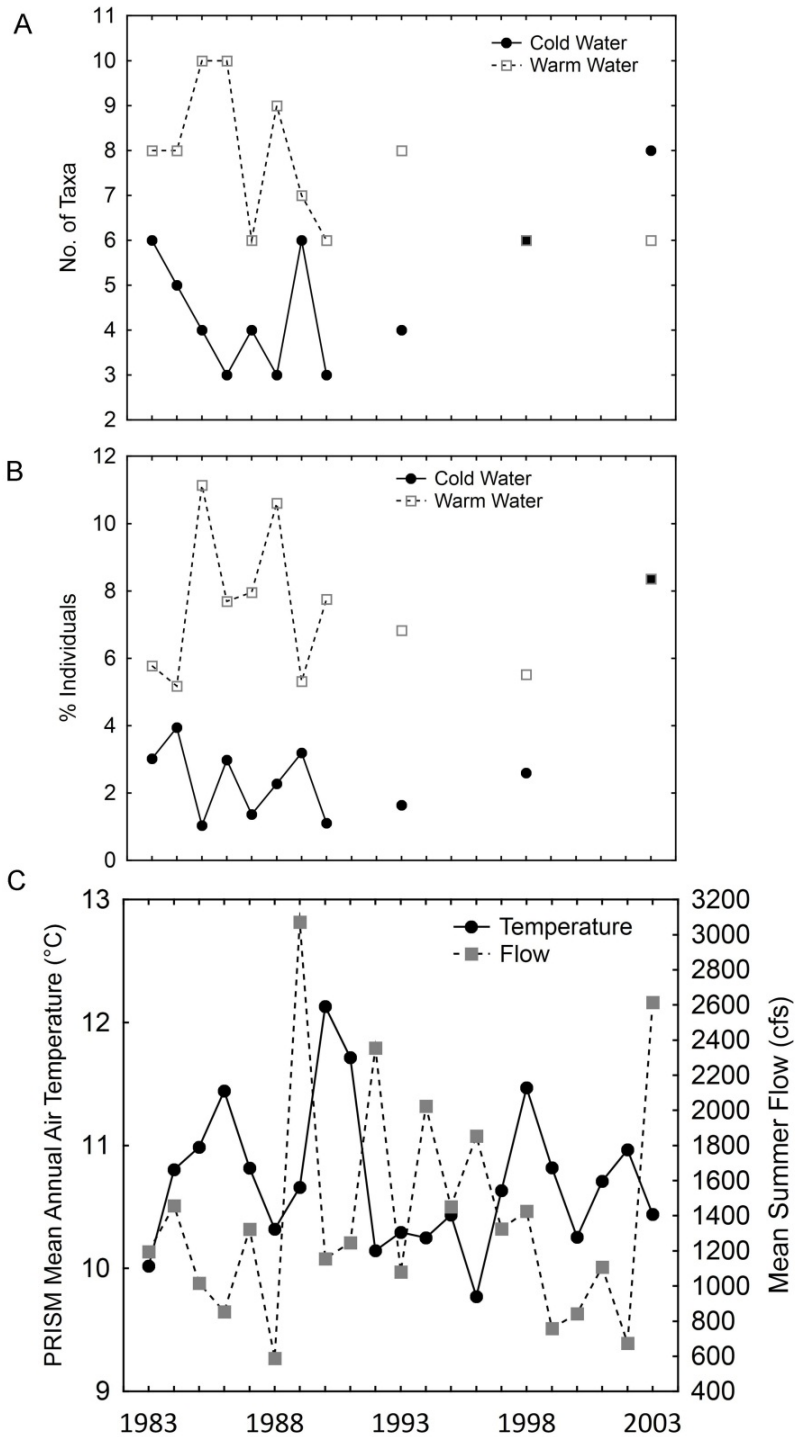 A
No. of Taxa
11
10
9
8
7
6
5
4
3
2
Cold Water
Warm Water
B
% Individuals
12
10
8
6
4
2
0
Cold Water
Warm Water
C
PRISM Mean Annual Air Temperature (°C)
13
12
11
10
9
Temperature
Flow
3200
3000
2800
2600
2400
2200
2000
1800
1600
1400
1200
1000
800
600
400
Mean Summer Flow (cfs)
1983 1988 1993 1998 2003